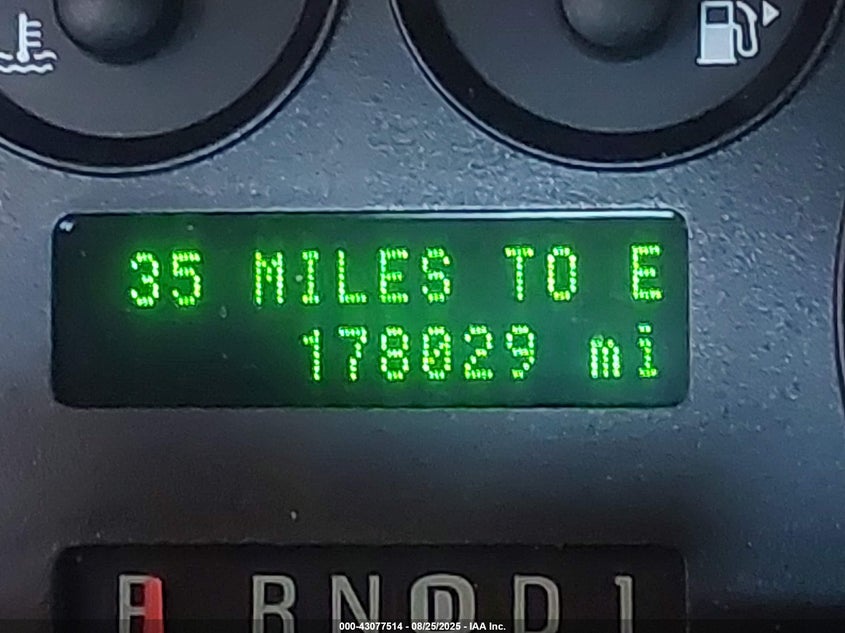 35 MILES TO E
178029 mi
P R N D D 1
000-43077514 - 08/25/2025 - IAA Inc.